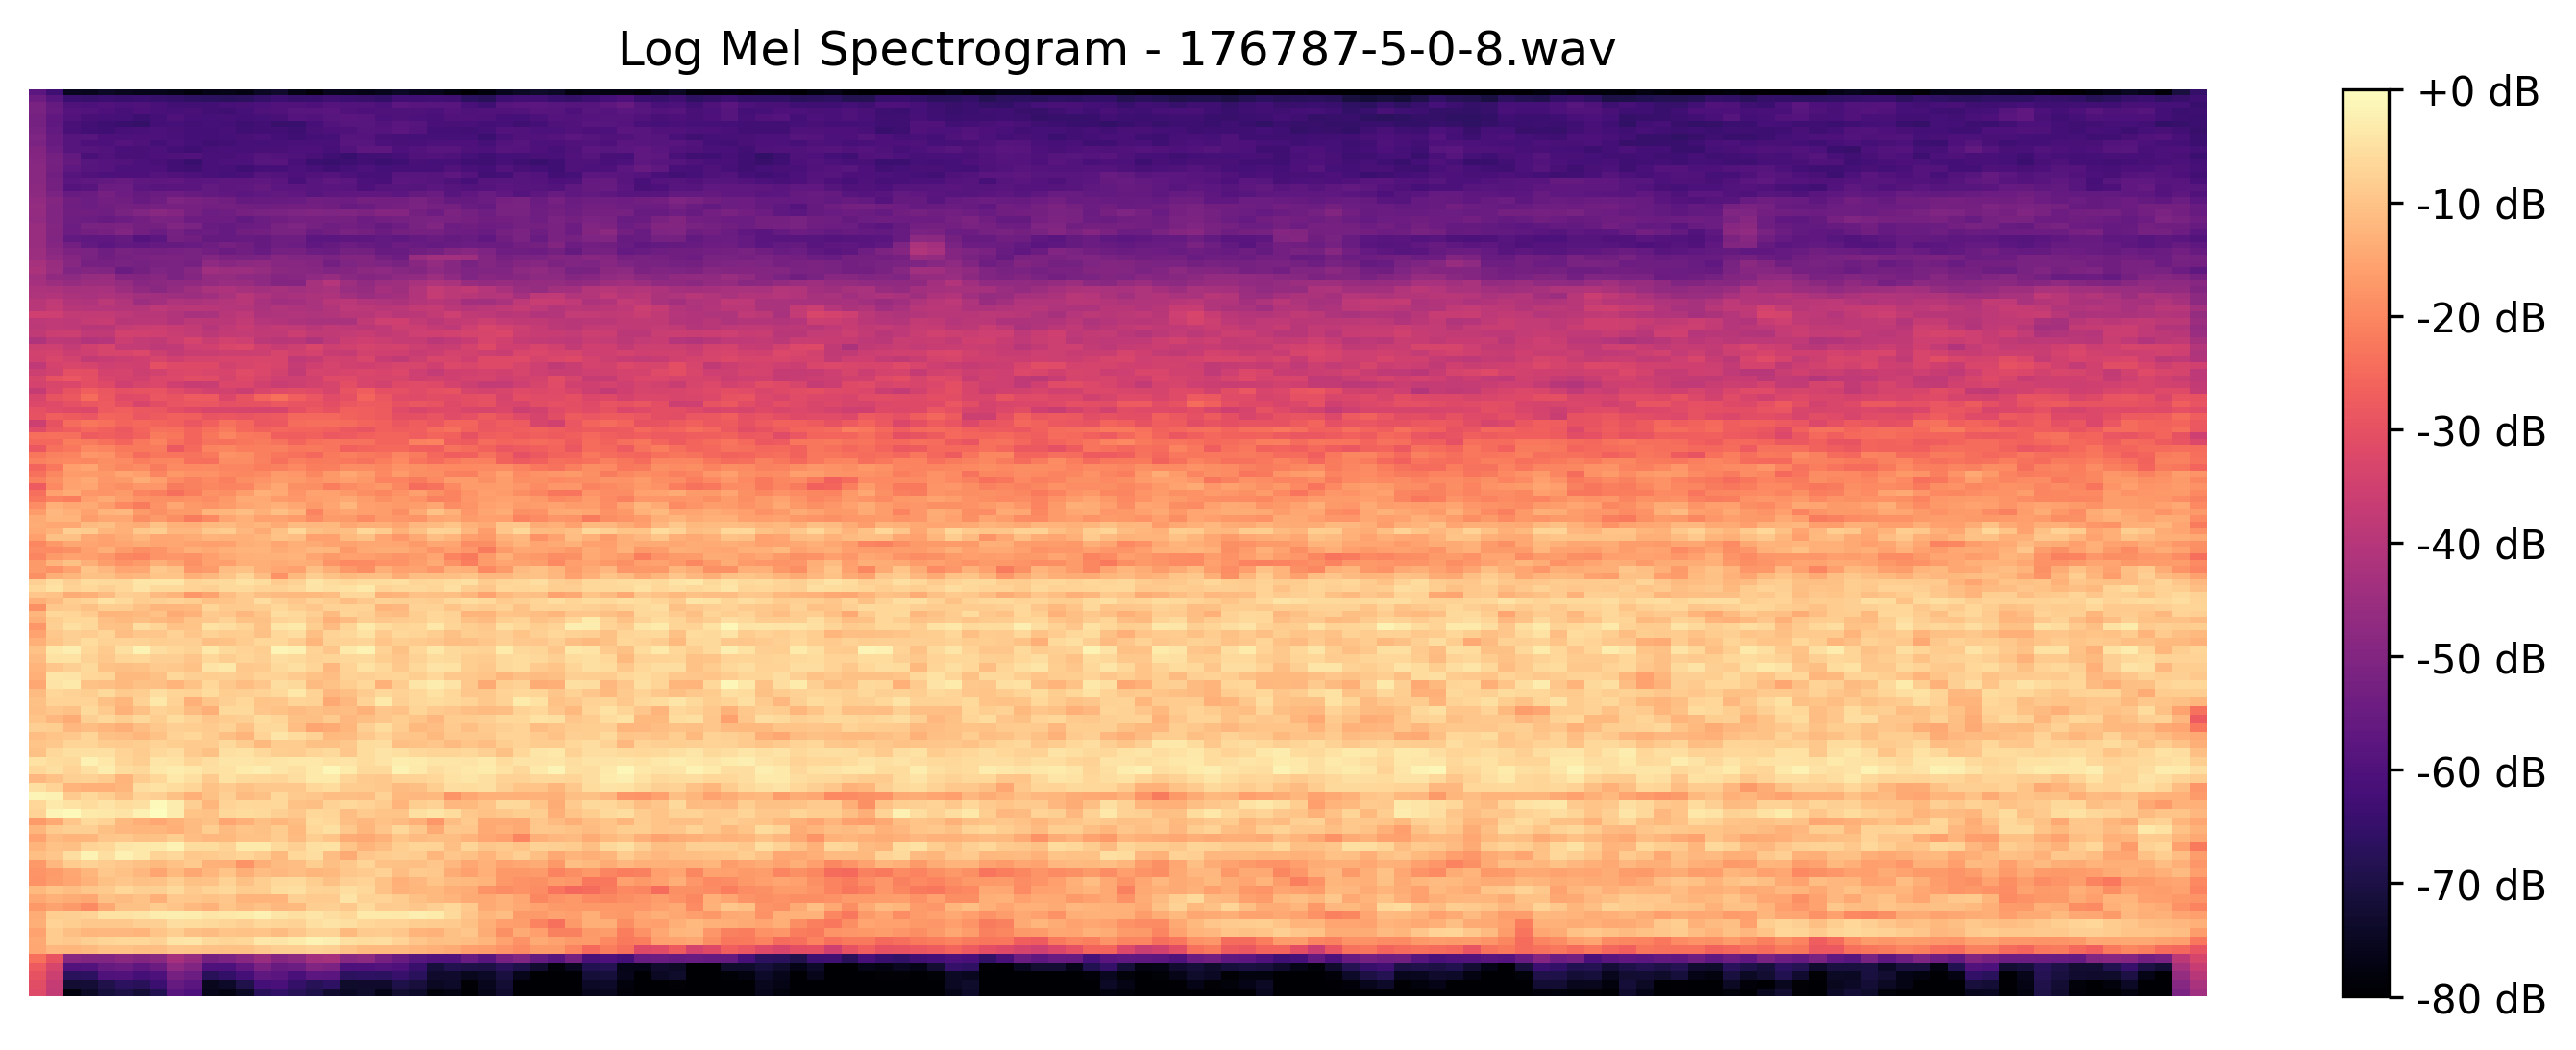 Log Mel Spectrogram - 176787-5-0-8.wav
+0 dB
-10 dB
-20 dB
-30 dB
-40 dB
-50 dB
-60 dB
-70 dB
-80 dB